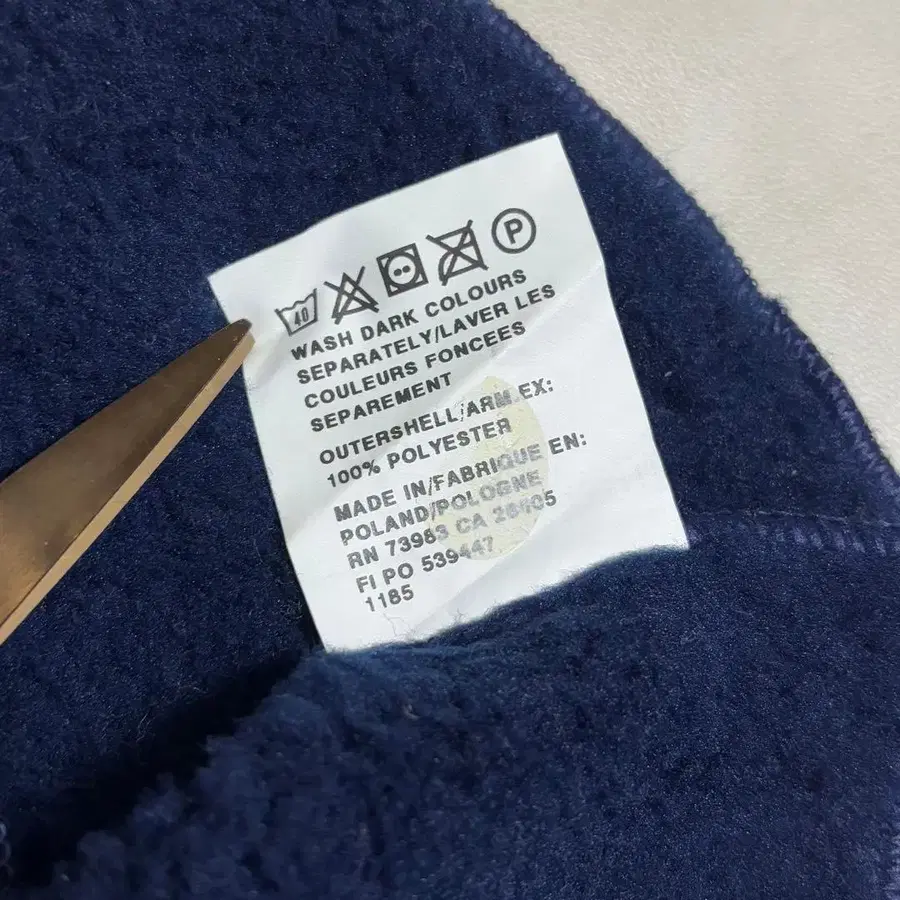 40 P
WASH DARK COLOURS
SEPARATELY/LAVER LES
COULEURS FONCEES
SEPAREMENT
OUTERSHELL/ARM.EX:
100% POLYESTER
MADE IN/FABRIQUE EN:
POLAND/POLOGNE
RN 73983 CA
FI PO 539447
1185